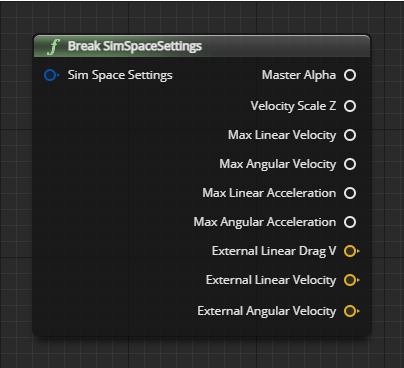 Break SimSpaceSettings
Sim Space Settings
Master Alpha
Velocity Scale Z
Max Linear Velocity
Max Angular Velocity
Max Linear Acceleration
Max Angular Acceleration
External Linear Drag V
External Linear Velocity
External Angular Velocity